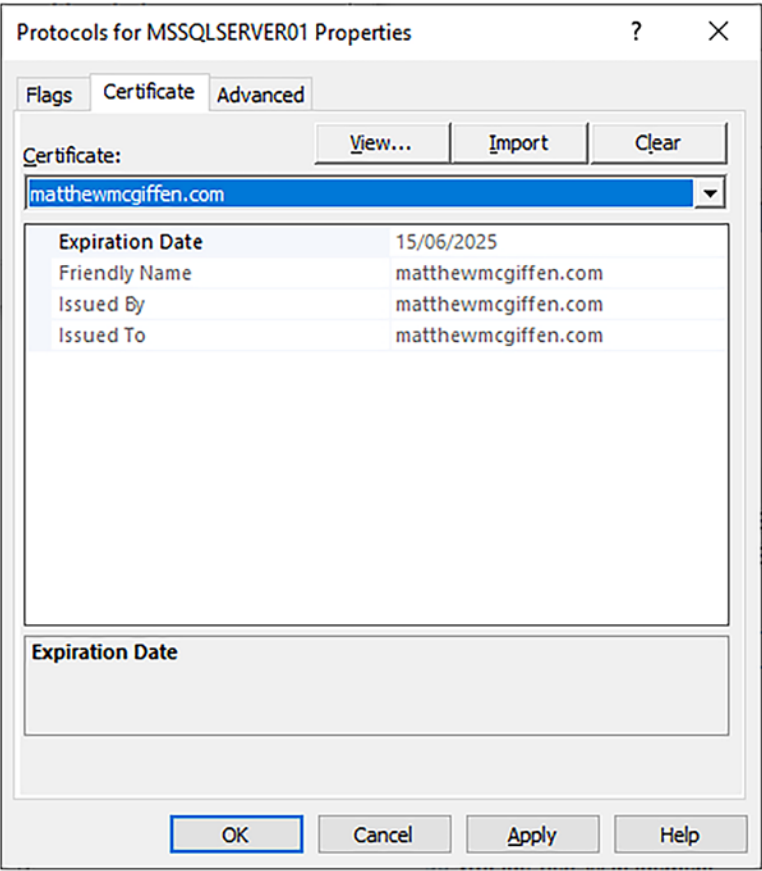 Protocols for MSSQLSERVER01 Properties ?
Flags Certificate Advanced
View... Import Clear
Certificate:
matthewmcgiffen.com
Expiration Date 15/06/2025
Friendly Name matthewmcgiffen.com
Issued By matthewmcgiffen.com
Issued To matthewmcgiffen.com
Expiration Date
OK Cancel Apply Help